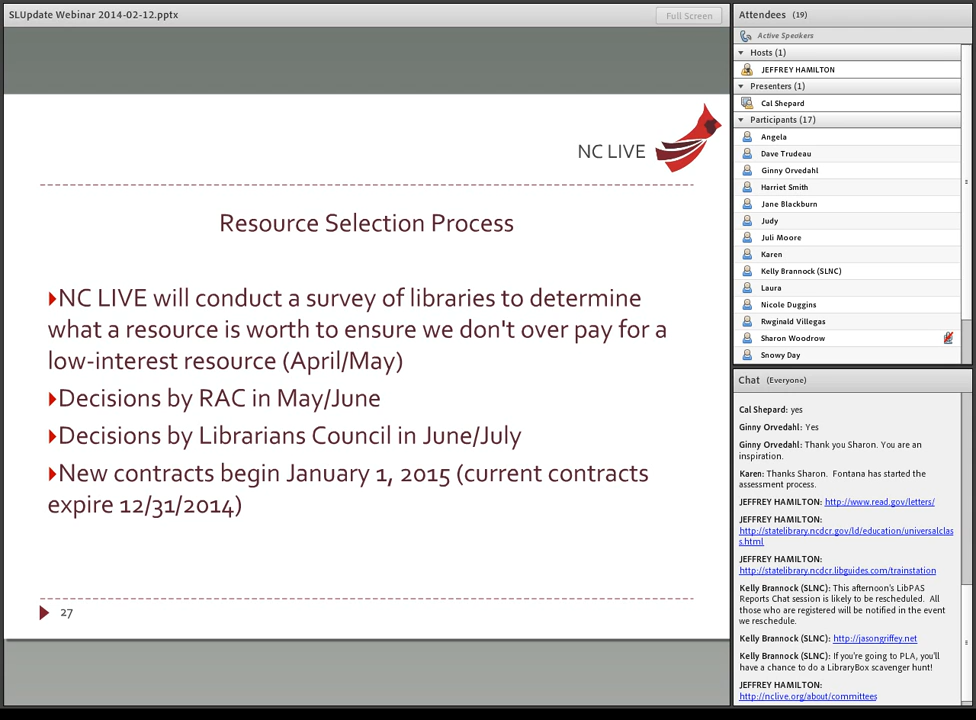 SLUpdate Webinar 2014-02-12.pptx
Full Screen
NC LIVE
Resource Selection Process
NC LIVE will conduct a survey of libraries to determine
what a resource is worth to ensure we don't over pay for a
low-interest resource (April/May)
Decisions by RAC in May/June
Decisions by Librarians Council in June/July
New contracts begin January 1, 2015 (current contracts
expire 12/31/2014)
27
Attendees (19)
Active Speakers
Hosts (1)
JEFFREY HAMILTON
Presenters (1)
Cal Shepard
Participants (17)
Angela
Dave Trudeau
Ginny Orvedahl
Harriet Smith
Jane Blackburn
Judy
Juli Moore
Karen
Kelly Brannock (SLNC)
Laura
Nicole Duggins
Rwginald Villegas
Sharon Woodrow
Snowy Day
Chat (Everyone)
Cal Shepard: yes
Ginny Orvedahl: Yes
Ginny Orvedahl: Thank you Sharon. You are an
inspiration.
Karen: Thanks Sharon. Fontana has started the
assessment process.
JEFFREY HAMILTON: http://www.read.gov/letters/
JEFFREY HAMILTON:
http://statelibrary.ncdcr.gov/ld/education/universalclas
s.html
JEFFREY HAMILTON:
http://statelibrary.ncdcr.libguides.com/trainstation
Kelly Brannock (SLNC): This afternoon's LibPAS
Reports Chat session is likely to be rescheduled. All
those who are registered will be notified in the event
we reschedule.
Kelly Brannock (SLNC): http://jasongriffey.net
Kelly Brannock (SLNC): If you're going to PLA, you'll
have a chance to do a LibraryBox scavenger hunt!
JEFFREY HAMILTON:
http://nclive.org/about/committees